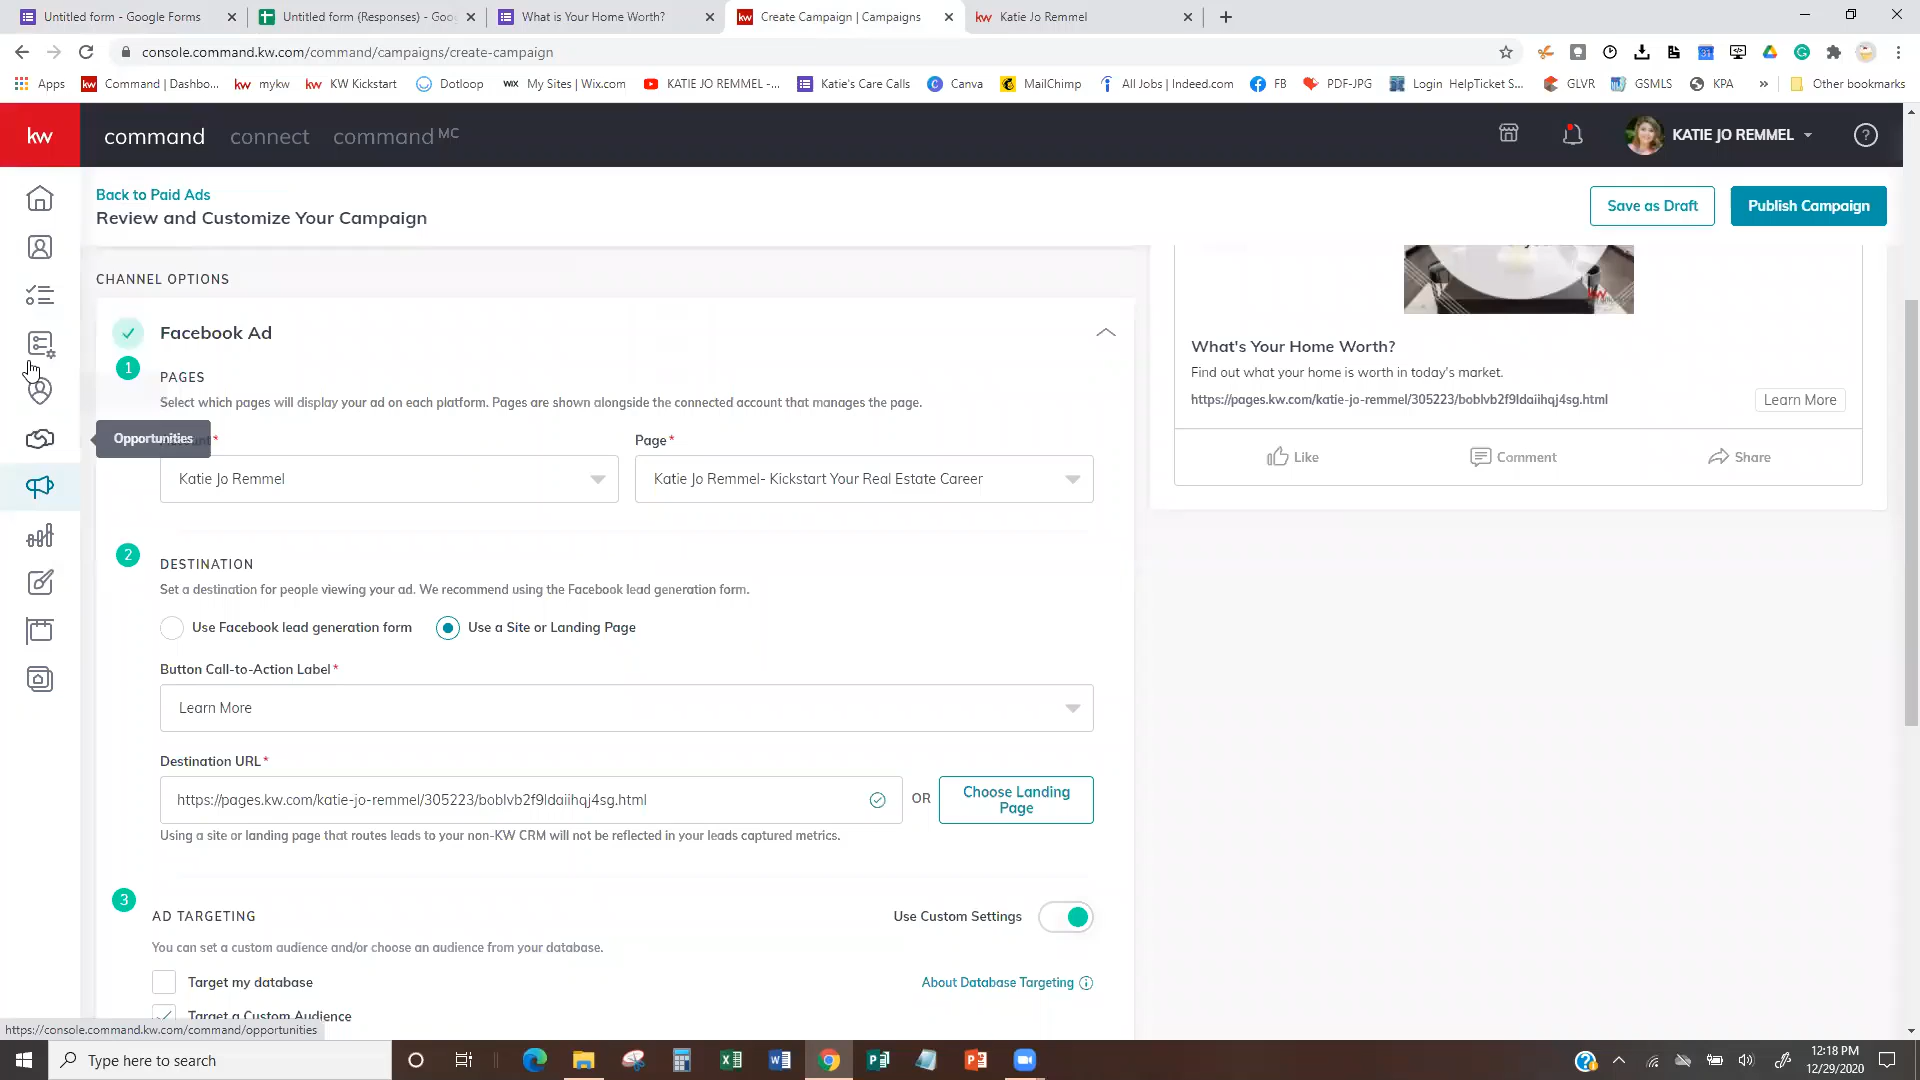 Untitled form - Google Forms
Untitled form (Responses) - Goo
What is Your Home Worth?
Create Campaign | Campaigns
kw Katie Jo Remmel
console.command.kw.com/command/campaigns/create-campaign
Apps
kw Command | Dashbo...
kw mykw
kw KW Kickstart
Dotloop
WIX My Sites | Wix.com
KATIE JO REMMEL -...
Katie's Care Calls
Canva
MailChimp
All Jobs | Indeed.com
FB
PDF-JPG
Login HelpTicket S...
GLVR
GSMLS
KPA
»
Other bookmarks
kw
command
connect
command MC
KATIE JO REMMEL
Back to Paid Ads
Review and Customize Your Campaign
Save as Draft
Publish Campaign
CHANNEL OPTIONS
Facebook Ad
1
PAGES
Select which pages will display your ad on each platform. Pages are shown alongside the connected account that manages the page.
Opportunities
Page*
Katie Jo Remmel
Katie Jo Remmel- Kickstart Your Real Estate Career
2
DESTINATION
Set a destination for people viewing your ad. We recommend using the Facebook lead generation form.
Use Facebook lead generation form
Use a Site or Landing Page
Button Call-to-Action Label*
Learn More
Destination URL*
https://pages.kw.com/katie-jo-remmel/305223/boblvb2f9ldaiihqj4sg.html
OR
Choose Landing
Page
Using a site or landing page that routes leads to your non-KW CRM will not be reflected in your leads captured metrics.
3
AD TARGETING
Use Custom Settings
You can set a custom audience and/or choose an audience from your database.
Target my database
About Database Targeting
Target a Custom Audience
What's Your Home Worth?
Find out what your home is worth in today's market.
https://pages.kw.com/katie-jo-remmel/305223/boblvb2f9ldaiihqj4sg.html
Learn More
Like
Comment
Share
https://console.command.kw.com/command/opportunities
Type here to search
12:18 PM
12/29/2020